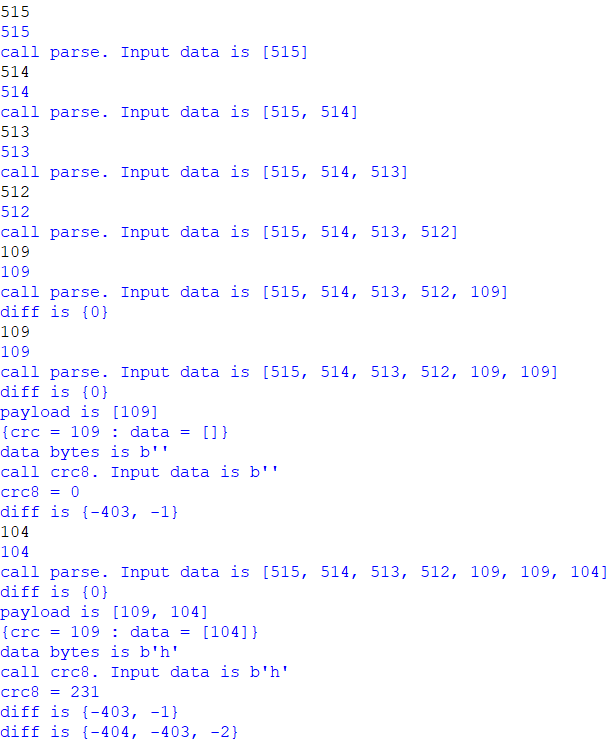 515
515
call parse. Input data is [515]
514
514
call parse. Input data is [515, 514]
513
513
call parse. Input data is [515, 514, 513]
512
512
call parse. Input data is [515, 514, 513, 512]
109
109
call parse. Input data is [515, 514, 513, 512, 109]
diff is {0}
109
109
call parse. Input data is [515, 514, 513, 512, 109, 109]
diff is {0}
payload is [109]
{crc = 109 : data = []}
data bytes is b''
call crc8. Input data is b''
crc8 = 0
diff is {-403, -1}
104
104
call parse. Input data is [515, 514, 513, 512, 109, 109, 104]
diff is {0}
payload is [109, 104]
{crc = 109 : data = [104]}
data bytes is b'h'
call crc8. Input data is b'h'
crc8 = 231
diff is {-403, -1}
diff is {-404, -403, -2}